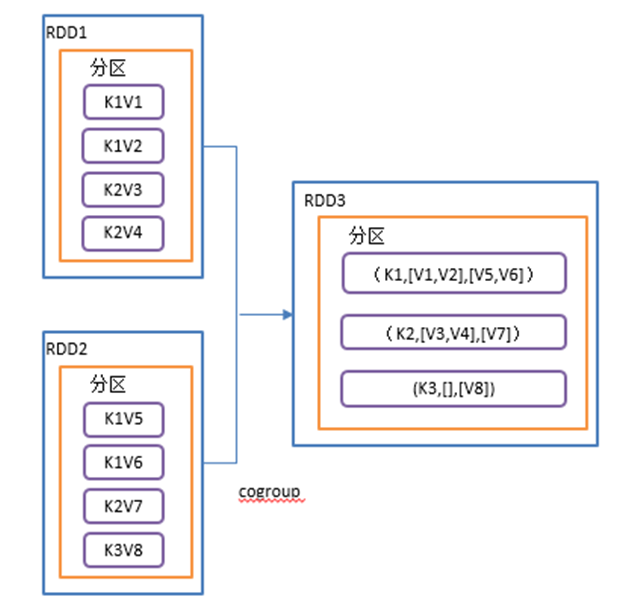 RDD1
分区
K1V1
K1V2
K2V3
K2V4
RDD2
分区
K1V5
K1V6
K2V7
K3V8
cogroup
RDD3
分区
（K1,[V1,V2],[V5,V6]）
（K2,[V3,V4],[V7]）
(K3,[],[V8])